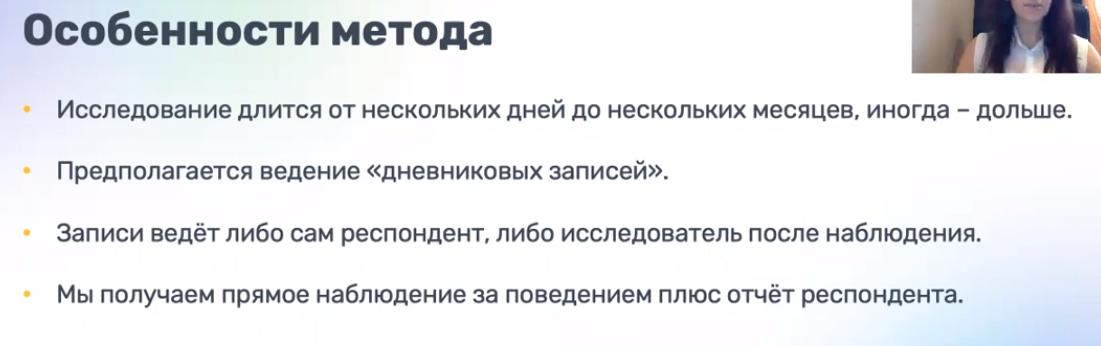 Особенности метода
• Исследование длится от нескольких дней до нескольких месяцев, иногда – дольше.
• Предполагается ведение «дневниковых записей».
• Записи ведёт либо сам респондент, либо исследователь после наблюдения.
• Мы получаем прямое наблюдение за поведением плюс отчёт респондента.